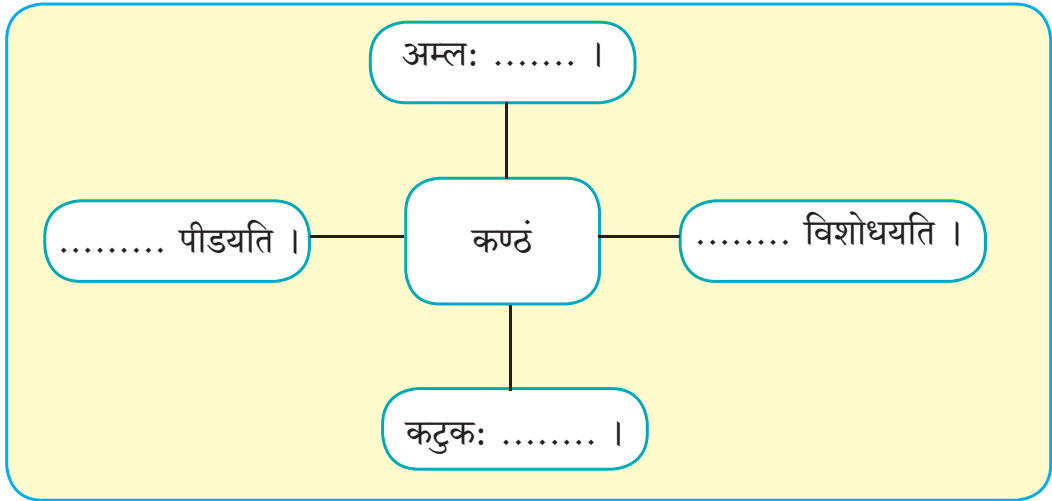 अम्ल: ....... ।
......... पीडयति ।
कण्ठं
........ विशोधयति ।
कटुक: ........ ।